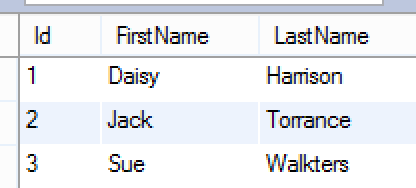 Id FirstName LastName
1 Daisy Harrison
2 Jack Torrance
3 Sue Walkters